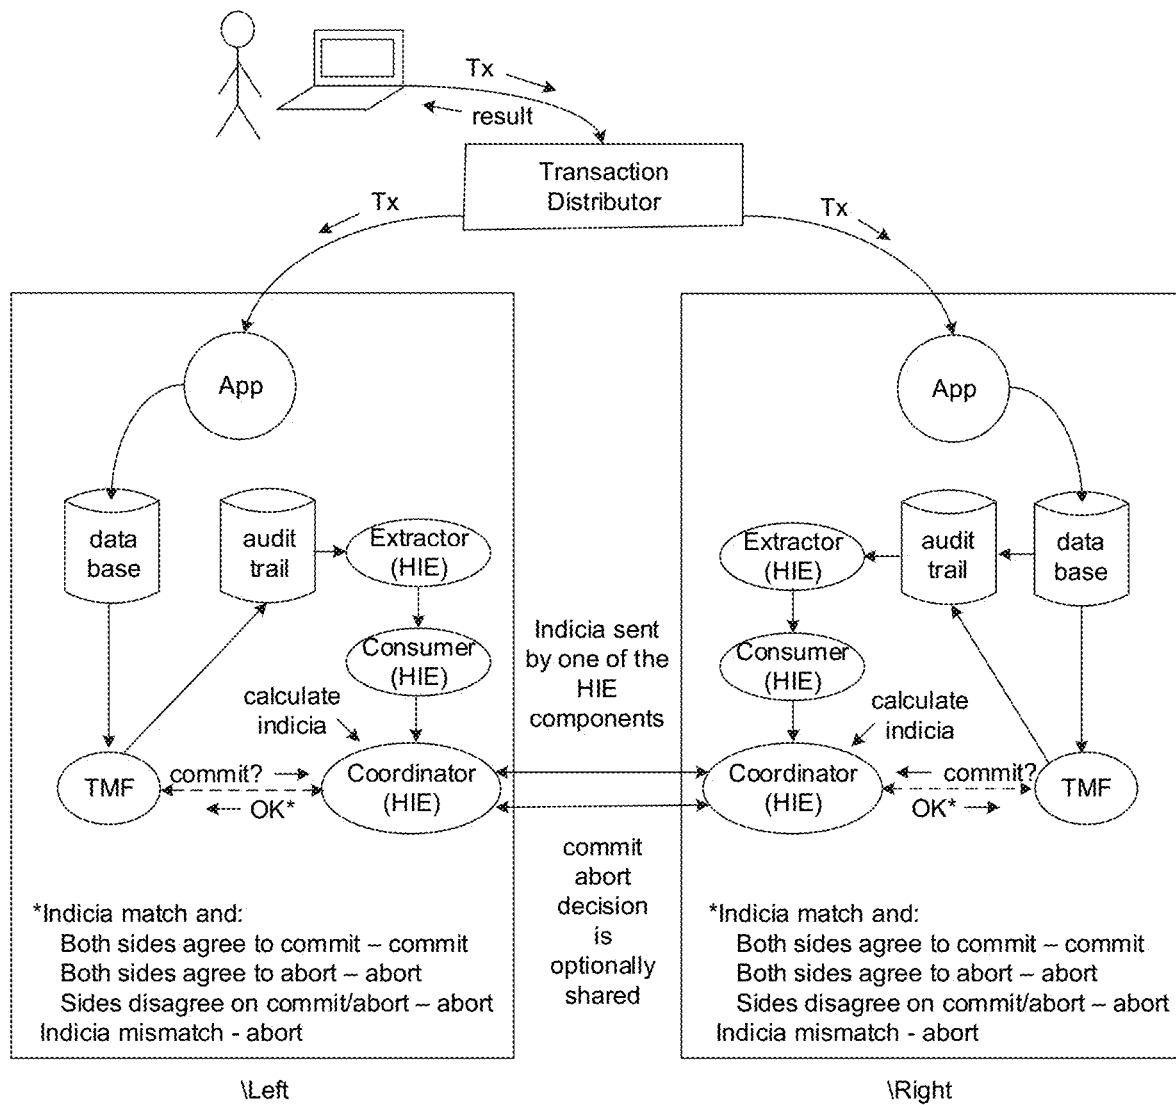 Tx
result
Transaction
Distributor
Tx
Tx
App
App
data
base
audit
trail
Extractor
(HIE)
Extractor
(HIE)
audit
trail
data
base
Consumer
(HIE)
Indicia sent
by one of the
HIE
components
Consumer
(HIE)
calculate
indicia
calculate
indicia
TMF
commit?
OK*
Coordinator
(HIE)
Coordinator
(HIE)
commit?
OK*
TMF
commit
abort
decision
is
optionally
shared
*Indicia match and:
Both sides agree to commit – commit
Both sides agree to abort – abort
Sides disagree on commit/abort – abort
Indicia mismatch - abort
*Indicia match and:
Both sides agree to commit – commit
Both sides agree to abort – abort
Sides disagree on commit/abort – abort
Indicia mismatch - abort
\Left
\Right